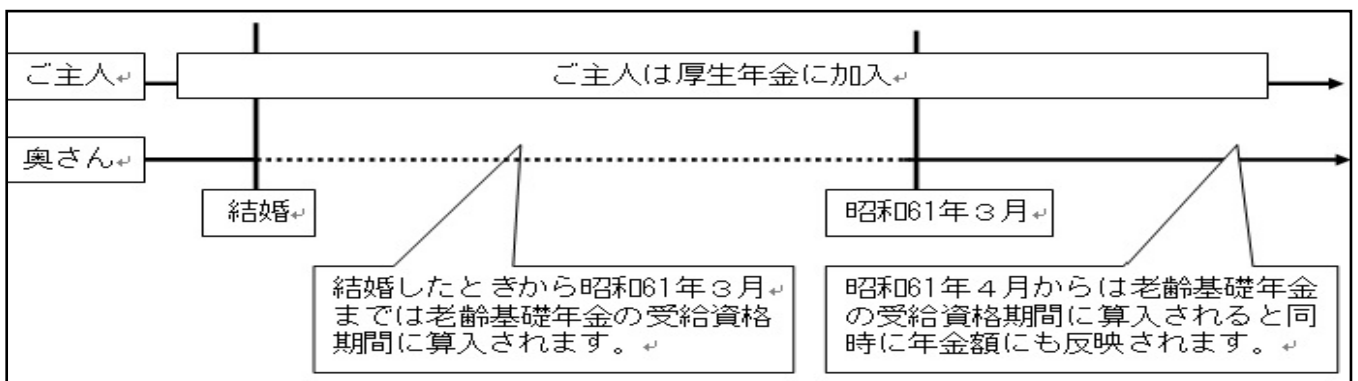 ご主人
ご主人は厚生年金に加入
奥さん
結婚
昭和61年３月
結婚したときから昭和61年３月
までは老齢基礎年金の受給資格
期間に算入されます。
昭和61年４月からは老齢基礎年金
の受給資格期間に算入されると同
時に年金額にも反映されます。